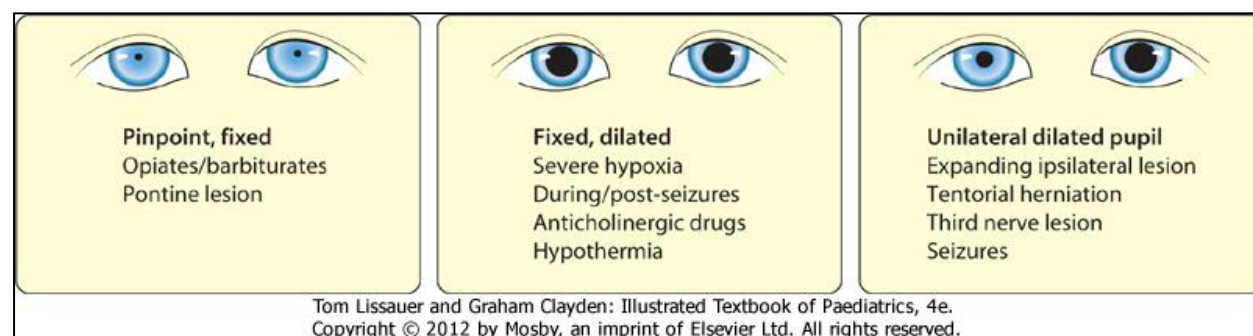 Pinpoint, fixed
Opiates/barbiturates
Pontine lesion
Fixed, dilated
Severe hypoxia
During/post-seizures
Anticholinergic drugs
Hypothermia
Unilateral dilated pupil
Expanding ipsilateral lesion
Tentorial herniation
Third nerve lesion
Seizures
Tom Lissauer and Graham Clayden: Illustrated Textbook of Paediatrics, 4e.
Copyright © 2012 by Mosby, an imprint of Elsevier Ltd. All rights reserved.